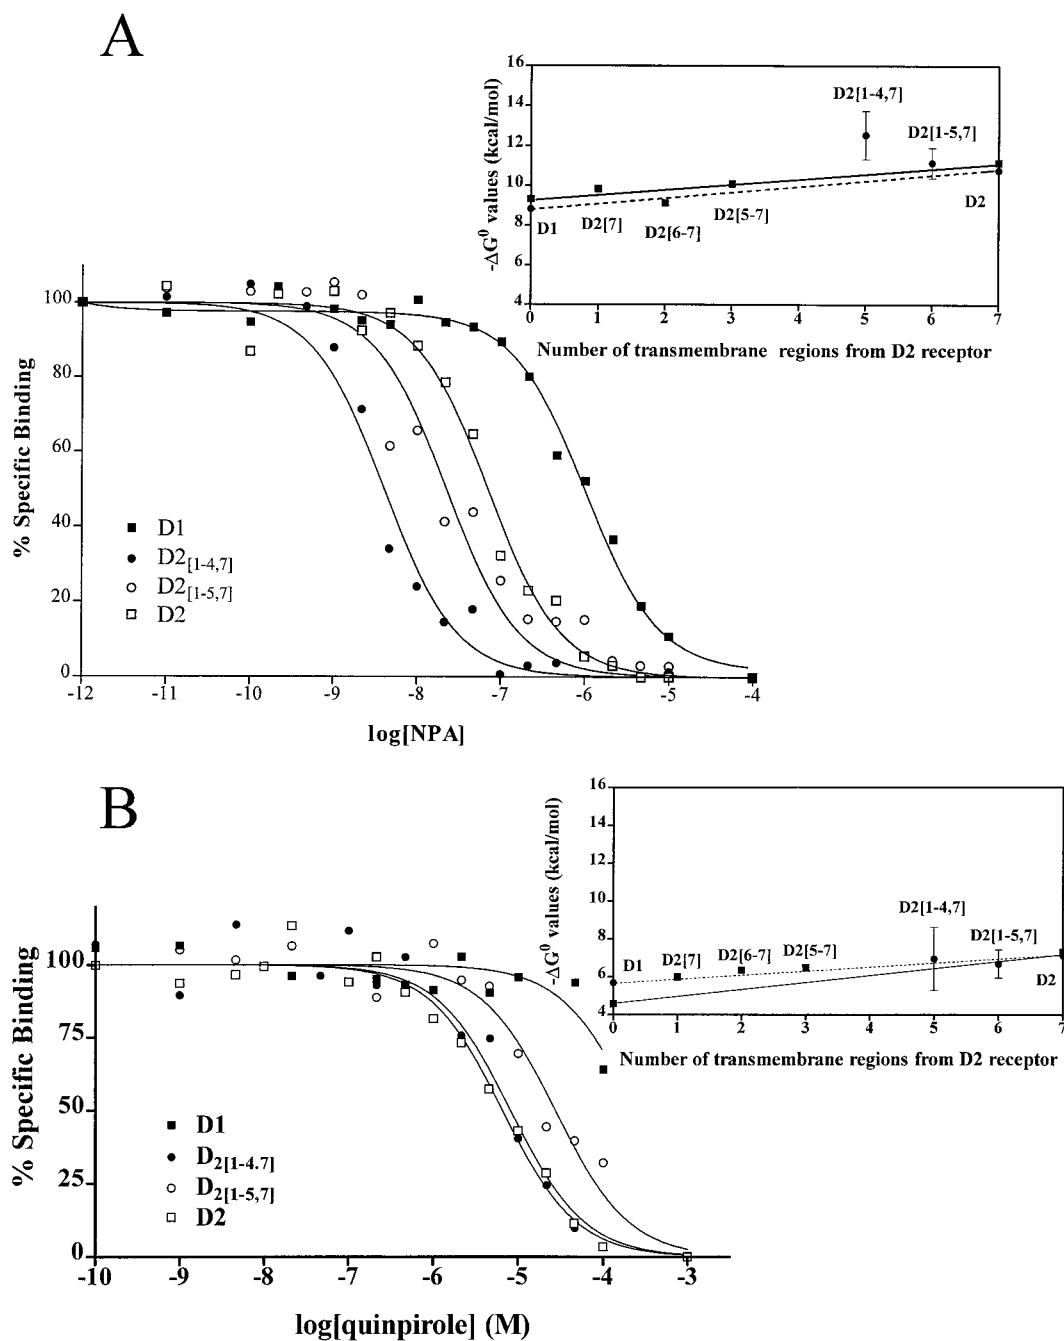 A
-ΔG⁰ values (kcal/mol)
16
14
12
10
8
6
4
D2[1-4,7]
D2[1-5,7]
D1
D2[7]
D2[6-7]
D2[5-7]
D2
0 1 2 3 4 5 6 7
Number of transmembrane regions from D2 receptor
% Specific Binding
100
80
60
40
20
0
D1
D2[1-4,7]
D2[1-5,7]
D2
-12 -11 -10 -9 -8 -7 -6 -5 -4
log[NPA]
B
-ΔG⁰ values (kcal/mol)
16
14
12
10
8
6
4
D2[1-4,7]
D2[1-5,7]
D1
D2[7]
D2[6-7]
D2[5-7]
D2
0 1 2 3 4 5 6 7
Number of transmembrane regions from D2 receptor
% Specific Binding
100
75
50
25
0
D1
D2[1-4.7]
D2[1-5,7]
D2
-10 -9 -8 -7 -6 -5 -4 -3
log[quinpirole] (M)